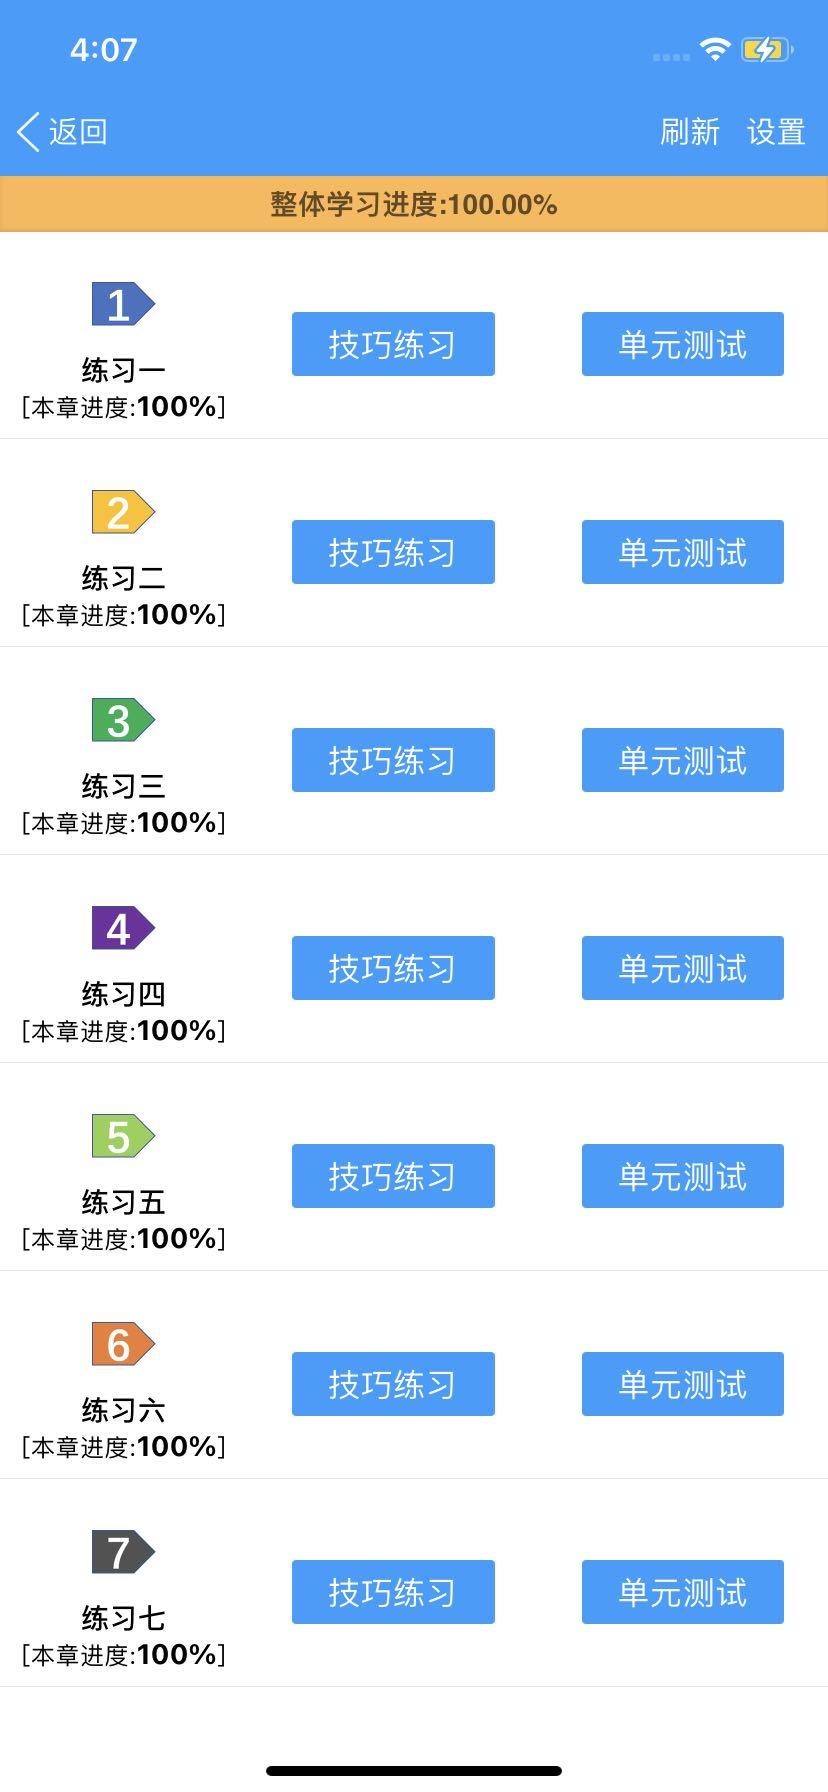 4:07
返回
刷新 设置
整体学习进度:100.00%
1
练习一
[本章进度:100%]
技巧练习
单元测试
2
练习二
[本章进度:100%]
技巧练习
单元测试
3
练习三
[本章进度:100%]
技巧练习
单元测试
4
练习四
[本章进度:100%]
技巧练习
单元测试
5
练习五
[本章进度:100%]
技巧练习
单元测试
6
练习六
[本章进度:100%]
技巧练习
单元测试
7
练习七
[本章进度:100%]
技巧练习
单元测试